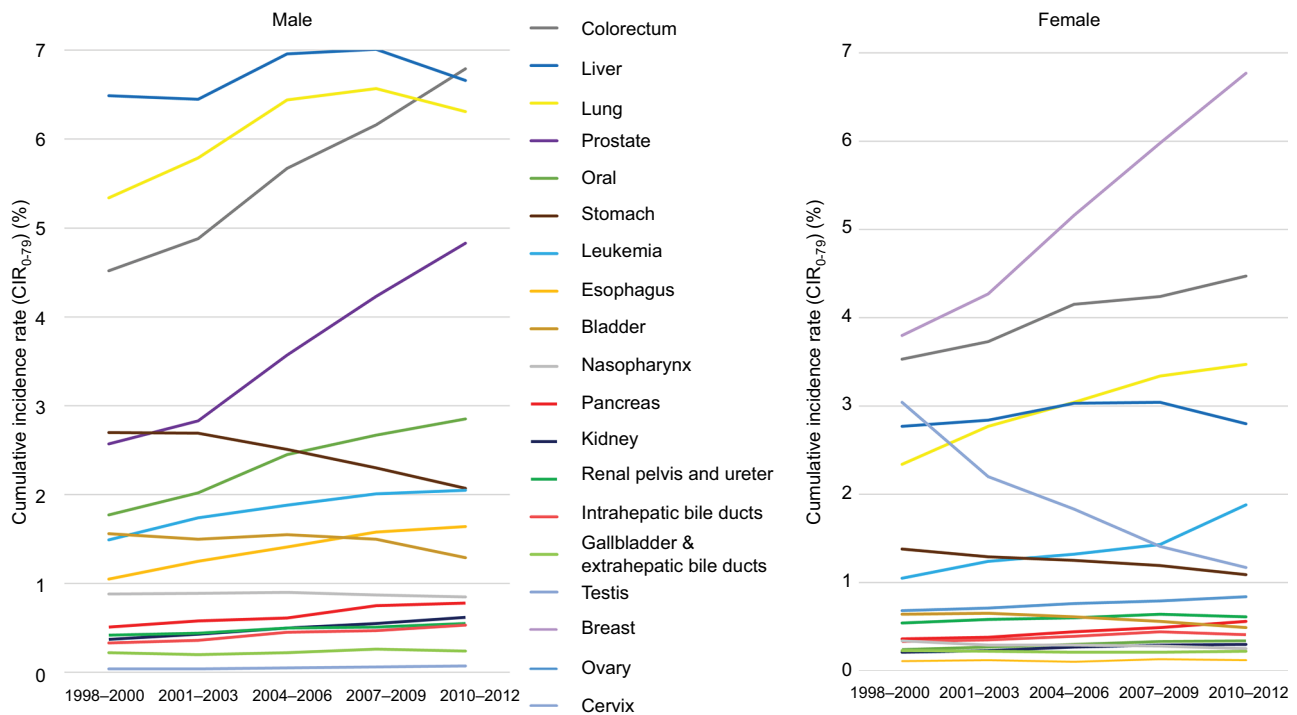 Male
Cumulative incidence rate (CIR0-79) (%)
7
6
5
4
3
2
1
0
1998–2000 2001–2003 2004–2006 2007–2009 2010–2012
Colorectum
Liver
Lung
Prostate
Oral
Stomach
Leukemia
Esophagus
Bladder
Nasopharynx
Pancreas
Kidney
Renal pelvis and ureter
Intrahepatic bile ducts
Gallbladder &
extrahepatic bile ducts
Testis
Breast
Ovary
Cervix
Female
Cumulative incidence rate (CIR0-79) (%)
7
6
5
4
3
2
1
0
1998–2000 2001–2003 2004–2006 2007–2009 2010–2012